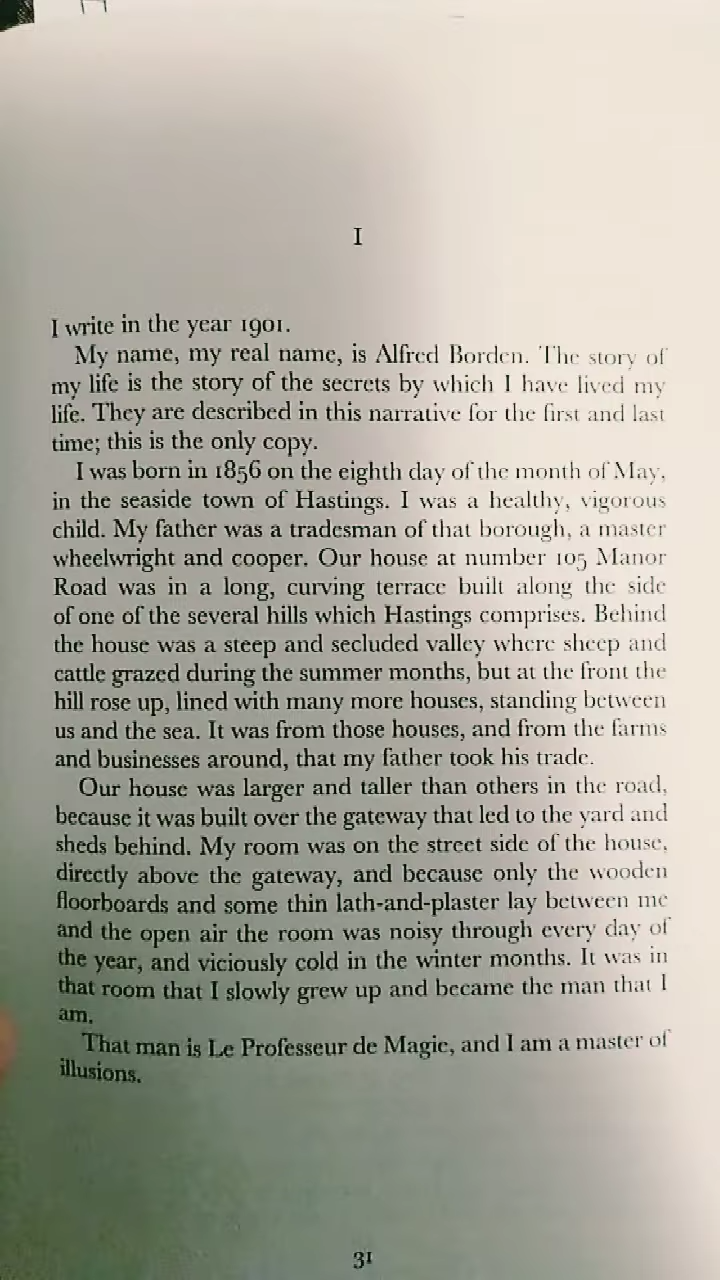 I
I write in the year 1901.
My name, my real name, is Alfred Borden. The story of
my life is the story of the secrets by which I have lived my
life. They are described in this narrative for the first and last
time; this is the only copy.
I was born in 1856 on the eighth day of the month of May,
in the seaside town of Hastings. I was a healthy, vigorous
child. My father was a tradesman of that borough, a master
wheelwright and cooper. Our house at number 105 Manor
Road was in a long, curving terrace built along the side
of one of the several hills which Hastings comprises. Behind
the house was a steep and secluded valley where sheep and
cattle grazed during the summer months, but at the front the
hill rose up, lined with many more houses, standing between
us and the sea. It was from those houses, and from the farms
and businesses around, that my father took his trade.
Our house was larger and taller than others in the road,
because it was built over the gateway that led to the yard and
sheds behind. My room was on the street side of the house,
directly above the gateway, and because only the wooden
floorboards and some thin lath-and-plaster lay between me
and the open air the room was noisy through every day of
the year, and viciously cold in the winter months. It was in
that room that I slowly grew up and became the man that I
am.
That man is Le Professeur de Magie, and I am a master of
illusions.
31